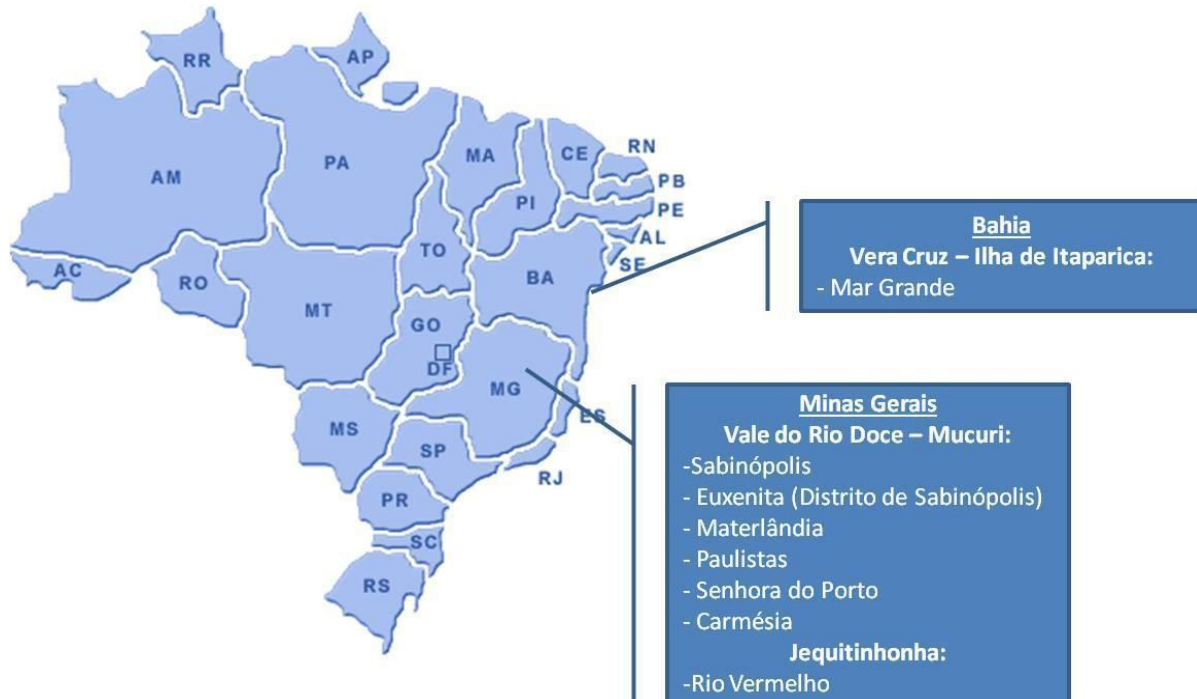 RR
AP
AM
PA
MA
CE
RN
PB
PI
PE
AL
SE
TO
BA
AC
RO
MT
GO
DF
MG
ES
MS
SP
RJ
PR
SC
RS
Bahia
Vera Cruz – Ilha de Itaparica:
- Mar Grande
Minas Gerais
Vale do Rio Doce – Mucuri:
-Sabinópolis
- Euxenita (Distrito de Sabinópolis)
- Materlândia
- Paulistas
- Senhora do Porto
- Carmésia
Jequitinhonha:
-Rio Vermelho